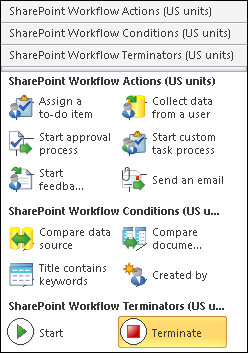 SharePoint Workflow Actions (US units)
SharePoint Workflow Conditions (US units)
SharePoint Workflow Terminators (US units)
SharePoint Workflow Actions (US units)
Assign a
to-do item
Collect data
from a user
Start approval
process
Start custom
task process
Start
feedba...
Send an email
SharePoint Workflow Conditions (US u...
Compare data
source
Compare
docume...
Title contains
keywords
Created by
SharePoint Workflow Terminators (US u...
Start
Terminate